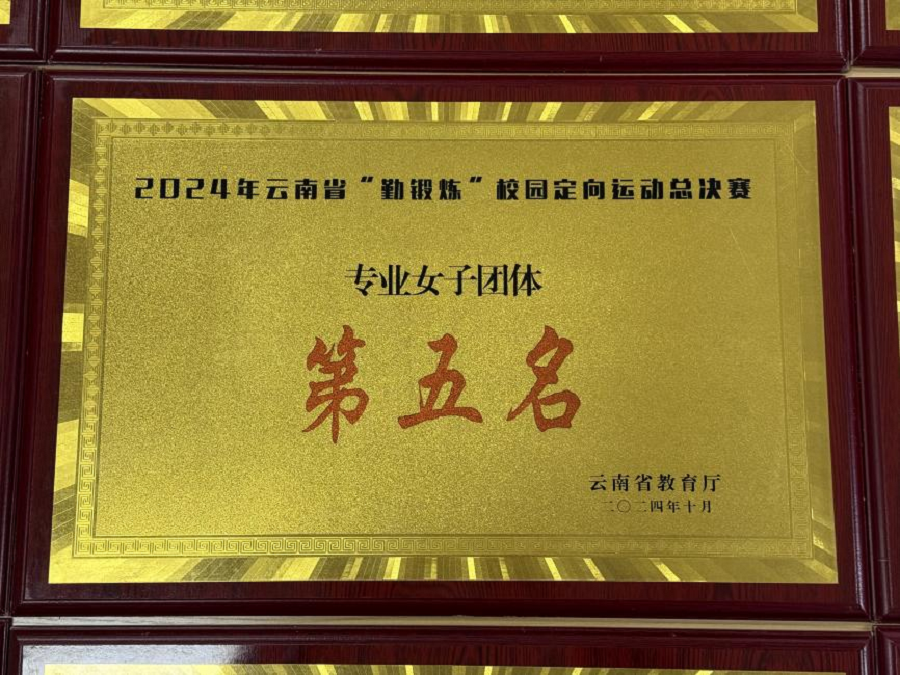 2024年云南省“勤锻炼”校园定向运动总决赛
专业女子团体
第五名
云南省教育厅
二〇二四年十月